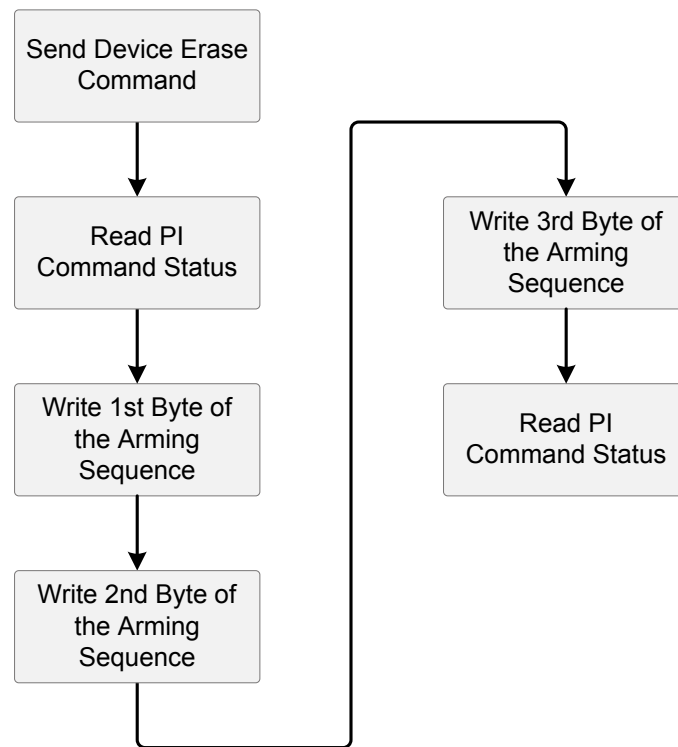 Send Device Erase
Command
Read PI
Command Status
Write 1st Byte of
the Arming
Sequence
Write 2nd Byte of
the Arming
Sequence
Write 3rd Byte of
the Arming
Sequence
Read PI
Command Status